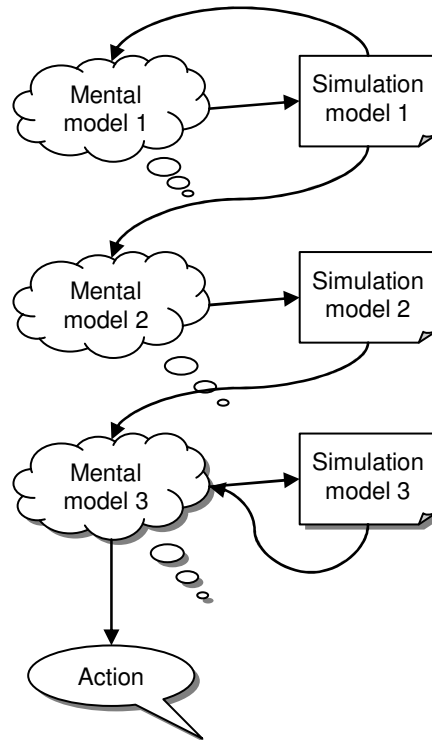 Mental
model 1
Simulation
model 1
Mental
model 2
Simulation
model 2
Mental
model 3
Simulation
model 3
Action